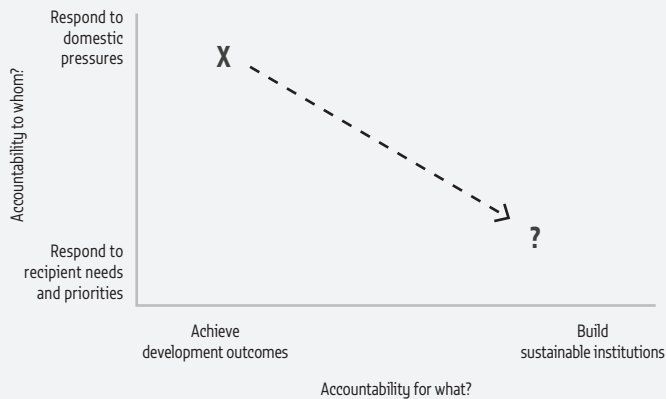 Respond to
domestic
pressures
X
Accountability to whom?
?
Respond to
recipient needs
and priorities
Achieve
development outcomes
Build
sustainable institutions
Accountability for what?